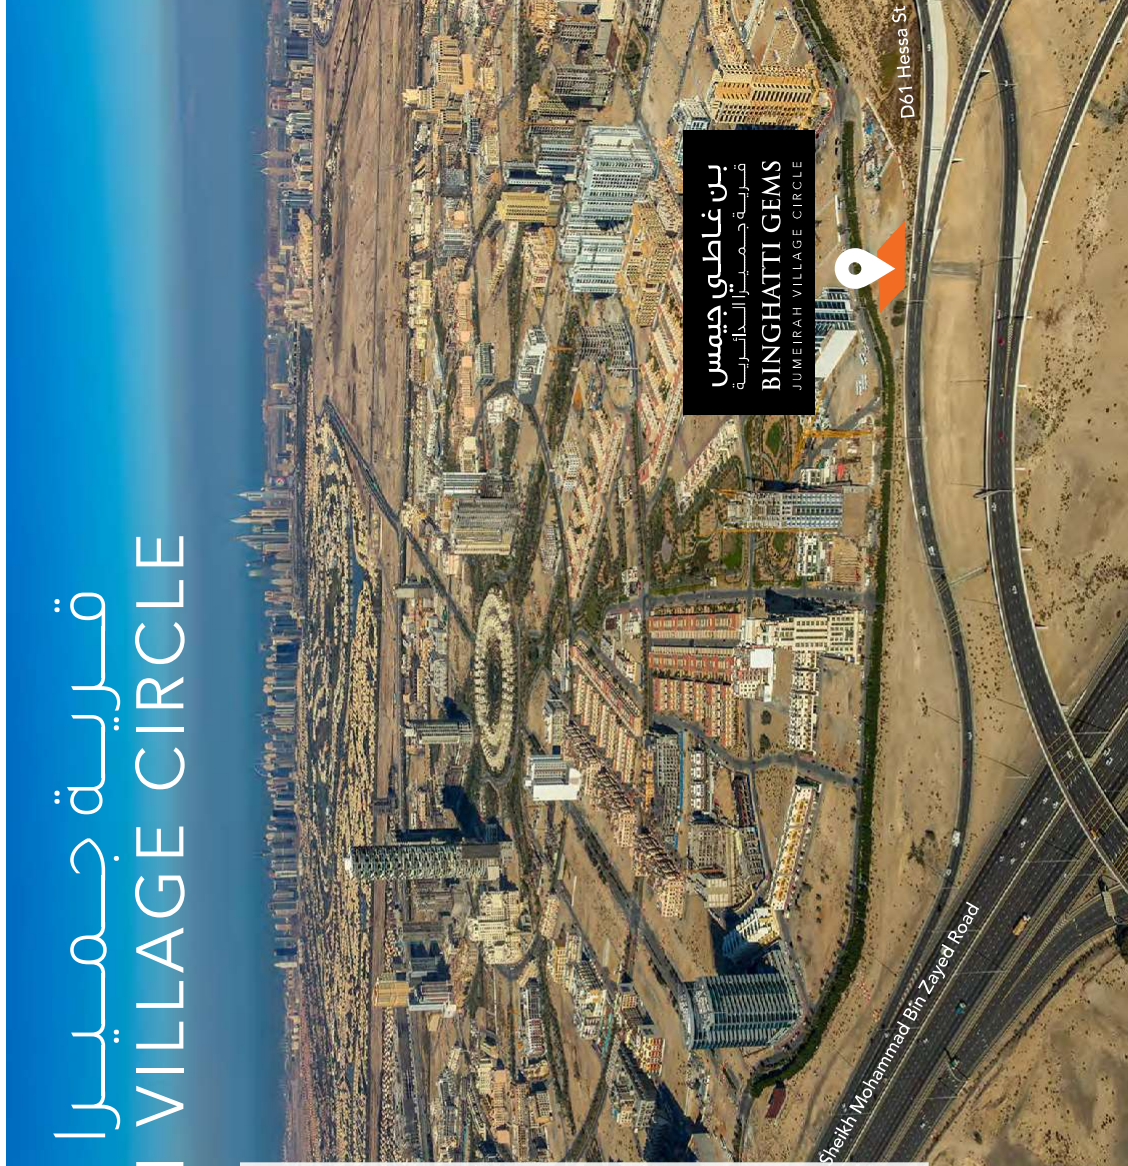 قرية جميرا
VILLAGE CIRCLE
بن غاطي جيمس
قرية جميرا الدائرية
BINGHATTI GEMS
JUMEIRAH VILLAGE CIRCLE
D61 Hessa St
Sheikh Mohammad Bin Zayed Road